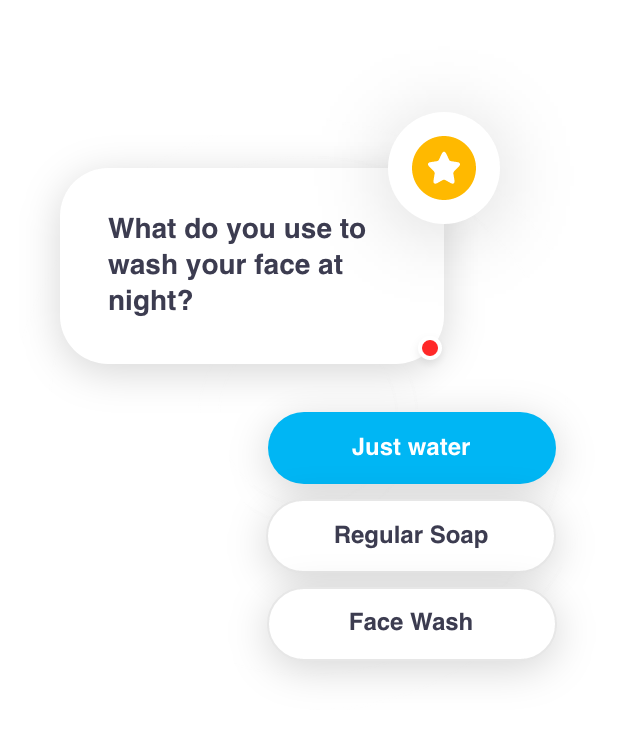 What do you use to
wash your face at
night?
Just water
Regular Soap
Face Wash